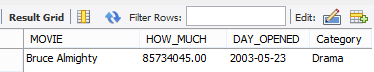 Result Grid Filter Rows: Edit:
MOVIE HOW_MUCH DAY_OPENED Category
Bruce Almighty 85734045.00 2003-05-23 Drama